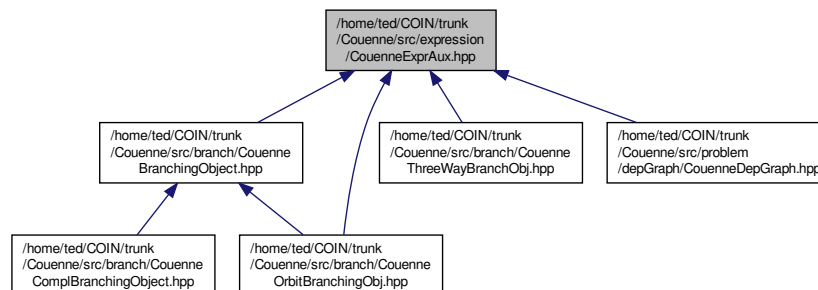 /home/ted/COIN/trunk
/Couenne/src/expression
/CouenneExprAux.hpp
/home/ted/COIN/trunk
/Couenne/src/branch/Couenne
BranchingObject.hpp
/home/ted/COIN/trunk
/Couenne/src/branch/Couenne
ThreeWayBranchObj.hpp
/home/ted/COIN/trunk
/Couenne/src/problem
/depGraph/CouenneDepGraph.hpp
/home/ted/COIN/trunk
/Couenne/src/branch/Couenne
ComplBranchingObject.hpp
/home/ted/COIN/trunk
/Couenne/src/branch/Couenne
OrbitBranchingObj.hpp